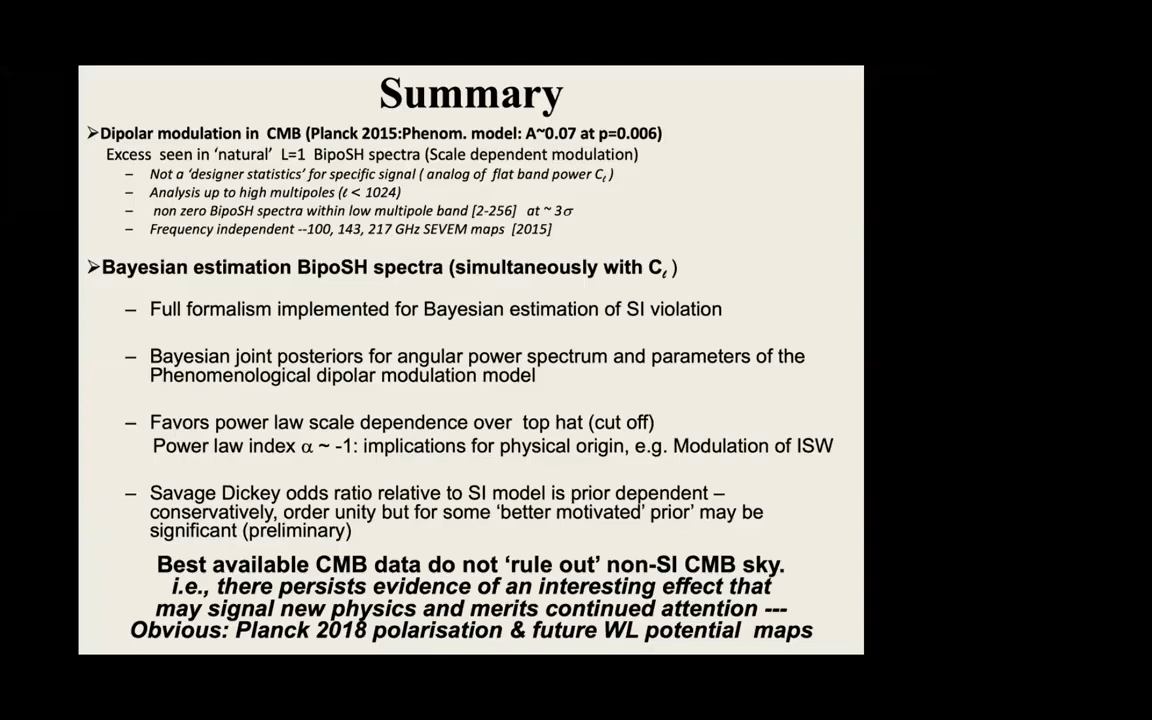 Summary
➢Dipolar modulation in CMB (Planck 2015:Phenom. model: A~0.07 at p=0.006)
Excess seen in ‘natural’ L=1 BipoSH spectra (Scale dependent modulation)
– Not a ‘designer statistics’ for specific signal ( analog of flat band power Cℓ )
– Analysis up to high multipoles (ℓ < 1024)
– non zero BipoSH spectra within low multipole band [2-256] at ~ 3σ
– Frequency independent --100, 143, 217 GHz SEVEM maps [2015]
➢Bayesian estimation BipoSH spectra (simultaneously with Cℓ )
– Full formalism implemented for Bayesian estimation of SI violation
– Bayesian joint posteriors for angular power spectrum and parameters of the
Phenomenological dipolar modulation model
– Favors power law scale dependence over top hat (cut off)
Power law index α ~ -1: implications for physical origin, e.g. Modulation of ISW
– Savage Dickey odds ratio relative to SI model is prior dependent –
conservatively, order unity but for some ‘better motivated’ prior’ may be
significant (preliminary)
Best available CMB data do not ‘rule out’ non-SI CMB sky.
i.e., there persists evidence of an interesting effect that
may signal new physics and merits continued attention ---
Obvious: Planck 2018 polarisation & future WL potential maps